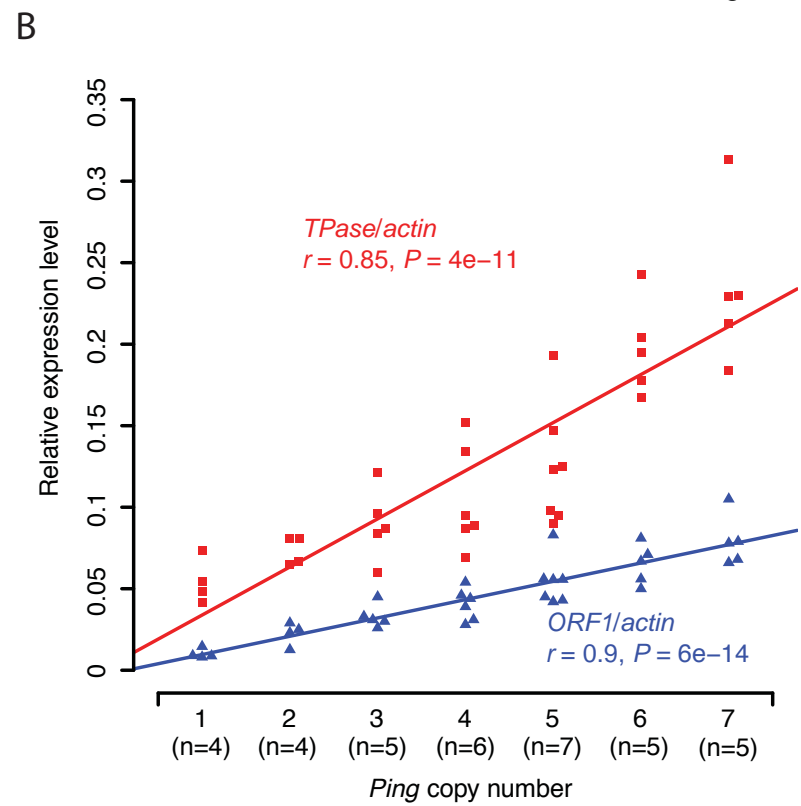 B
0.35
0.3
0.25
0.2
0.15
0.1
0.05
0
Relative expression level
TPase/actin
r = 0.85, P = 4e−11
ORF1/actin
r = 0.9, P = 6e−14
1 2 3 4 5 6 7
(n=4) (n=4) (n=5) (n=6) (n=7) (n=5) (n=5)
Ping copy number